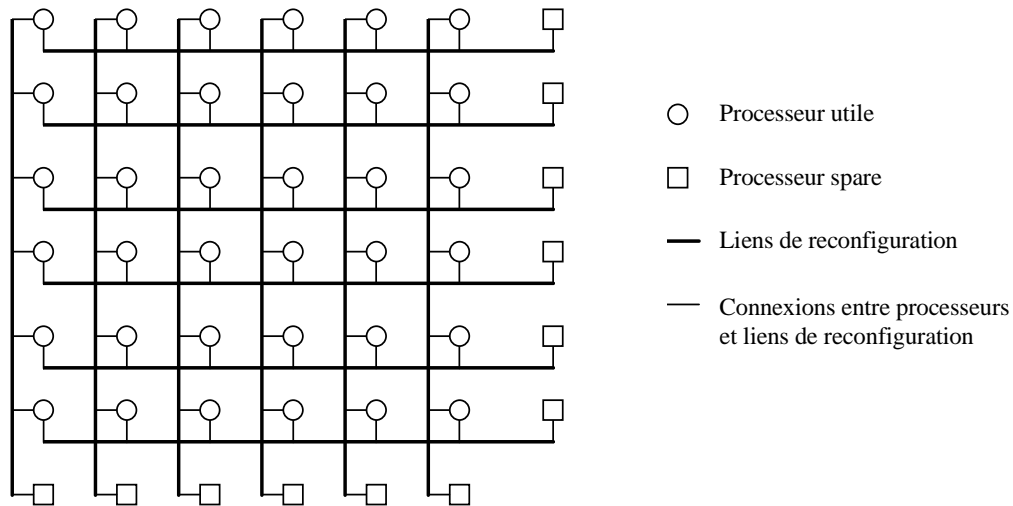 Processeur utile
Processeur spare
Liens de reconfiguration
Connexions entre processeurs
et liens de reconfiguration